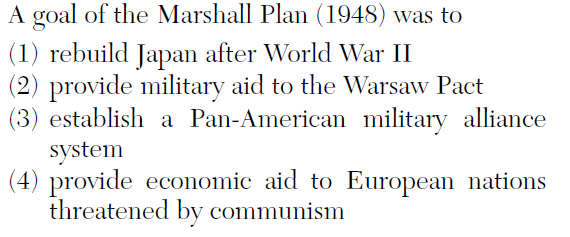 A goal of the Marshall Plan (1948) was to
(1) rebuild Japan after World War II
(2) provide military aid to the Warsaw Pact
(3) establish a Pan-American military alliance
system
(4) provide economic aid to European nations
threatened by communism